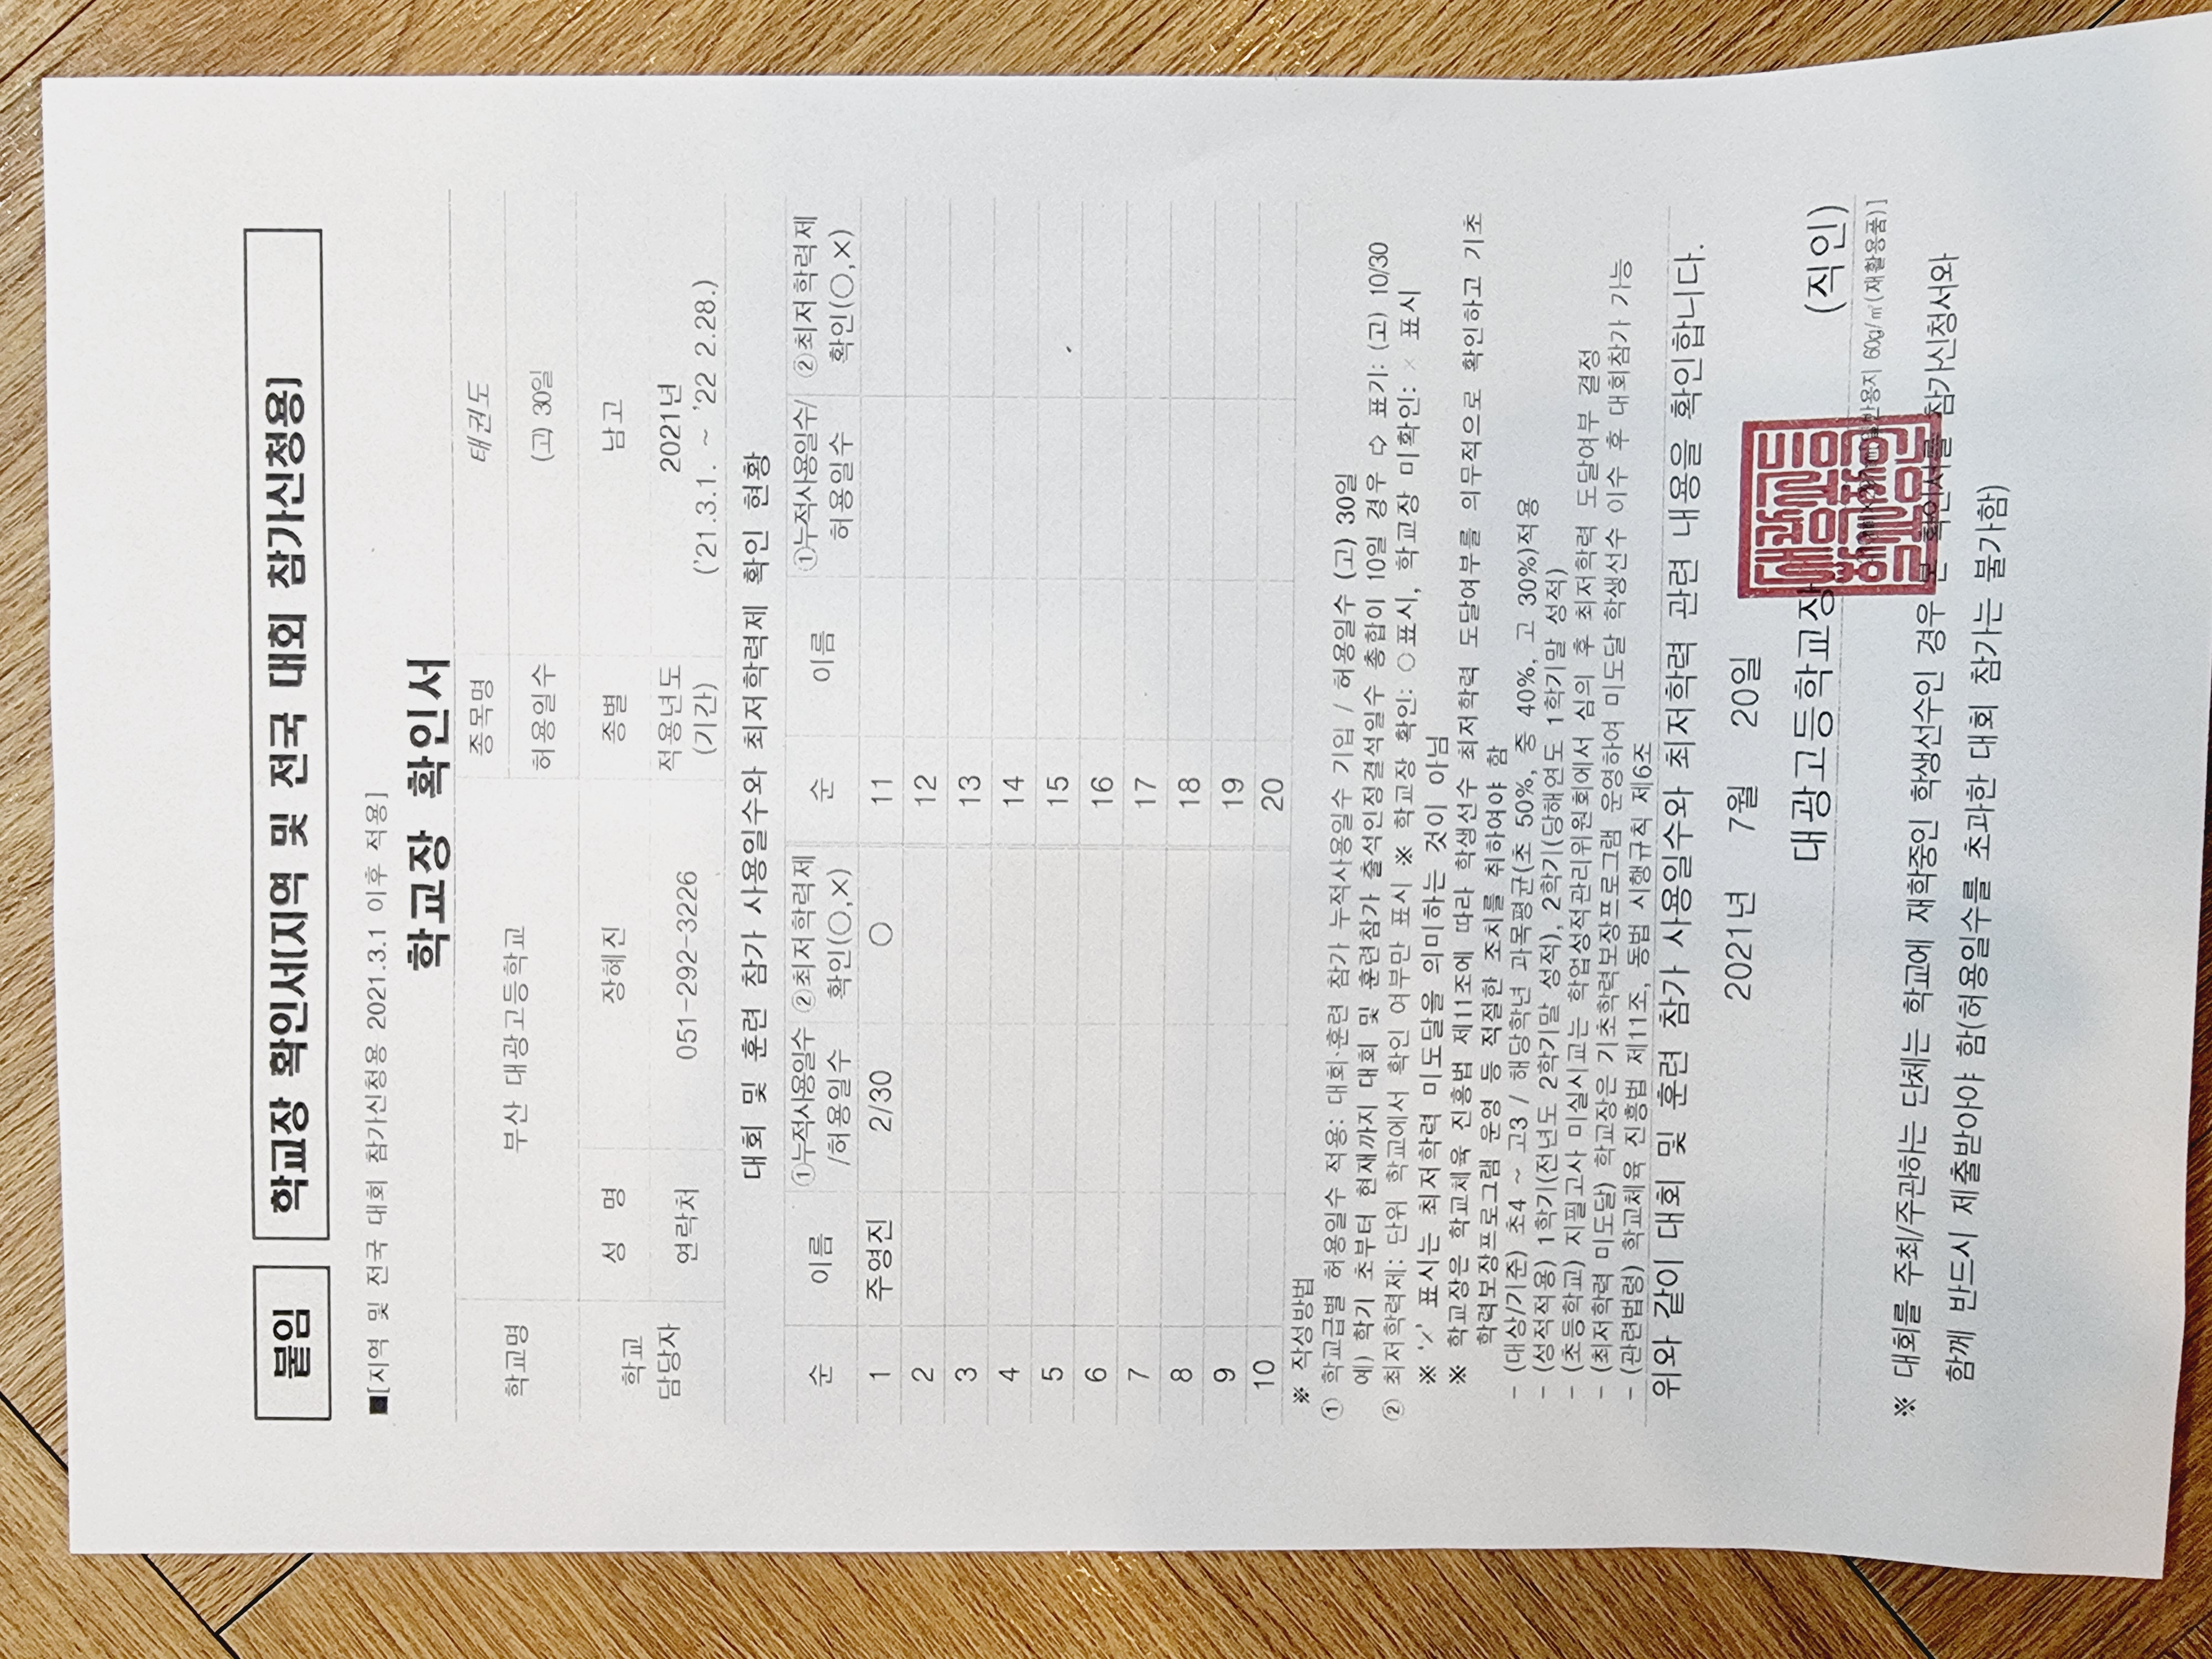 붙임 학교장 확인서(지역 및 전국 대회 참가신청용)
■[지역 및 전국 대회 참가신청용 2021.3.1 이후 적용]
학교장 확인서
학교명 부산 대광고등학교 종목명 태권도
허용일수 (고) 30일
학교 담당자 성 명 장혜진 종별 남고
연락처 051-292-3226 적용년도 (기간) 2021년 ('21.3.1. ~ '22 2.28.)
대회 및 훈련 참가 사용일수와 최저학력제 확인 현황
순 이름 ①누적사용일수/허용일수 ②최저학력제 확인(○,×) 순 이름 ①누적사용일수/허용일수 ②최저학력제 확인(○,×)
1 주영진 2/30 ○ 11
2 12
3 13
4 14
5 15
6 16
7 17
8 18
9 19
10 20
※ 작성방법
① 학교급별 허용일수 적용: 대회·훈련 참가 누적사용일수 기입 / 허용일수 (고) 30일
예) 학기 초부터 현재까지 대회 및 훈련참가 출석인정결석일수 총합이 10일 경우 ⇨ 표기: (고) 10/30
② 최저학력제: 단위 학교에서 확인 여부만 표시 ※ 학교장 확인: ○표시, 학교장 미확인: × 표시
※ '×' 표시는 최저학력 미도달을 의미하는 것이 아님
※ 학교장은 학교체육 진흥법 제11조에 따라 학생선수 최저학력 도달여부를 의무적으로 확인하고 기초
학력보장프로그램 운영 등 적절한 조치를 취하여야 함
- (대상/기준) 초4 ~ 고3 / 해당학년 과목평균(초 50%, 중 40%, 고 30%)적용
- (성적적용) 1학기(전년도 2학기말 성적), 2학기(당해연도 1학기말 성적)
- (초등학교) 지필고사 미실시교는 학업성적관리위원회에서 심의 후 최저학력 도달여부 결정
- (최저학력 미도달) 학교장은 기초학력보장프로그램 운영하여 미도달 학생선수 이수 후 대회참가 가능
- (관련법령) 학교체육 진흥법 제11조, 동법 시행규칙 제6조
위와 같이 대회 및 훈련 참가 사용일수와 최저학력 관련 내용을 확인합니다.
2021년 7월 20일
대광고등학교장 (직인)
60g/㎡(재활용품)]
※ 대회를 주최/주관하는 단체는 학교에 재학중인 학생선수인 경우 본 확인서를 참가신청서와
함께 반드시 제출받아야 함(허용일수를 초과한 대회 참가는 불가함)